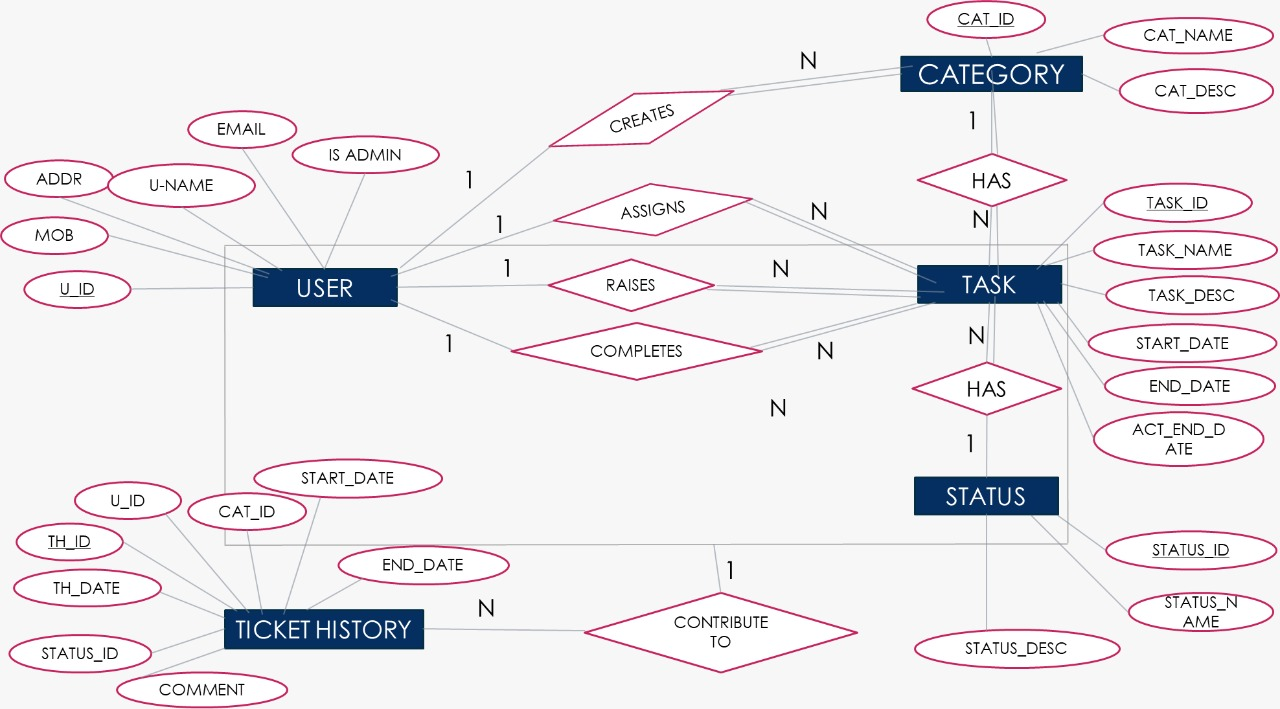 CAT_ID
CAT_NAME
N
CATEGORY
CAT_DESC
CREATES
1
EMAIL
IS ADMIN
HAS
ADDR
U-NAME
1
ASSIGNS
N
N
TASK_ID
1
MOB
TASK_NAME
1
N
U_ID
USER
RAISES
TASK
TASK_DESC
1
COMPLETES
N
N
START_DATE
HAS
END_DATE
N
ACT_END_D
ATE
1
START_DATE
U_ID
CAT_ID
STATUS
TH_ID
STATUS_ID
END_DATE
1
TH_DATE
N
STATUS_N
AME
TICKET HISTORY
CONTRIBUTE
TO
STATUS_ID
STATUS_DESC
COMMENT